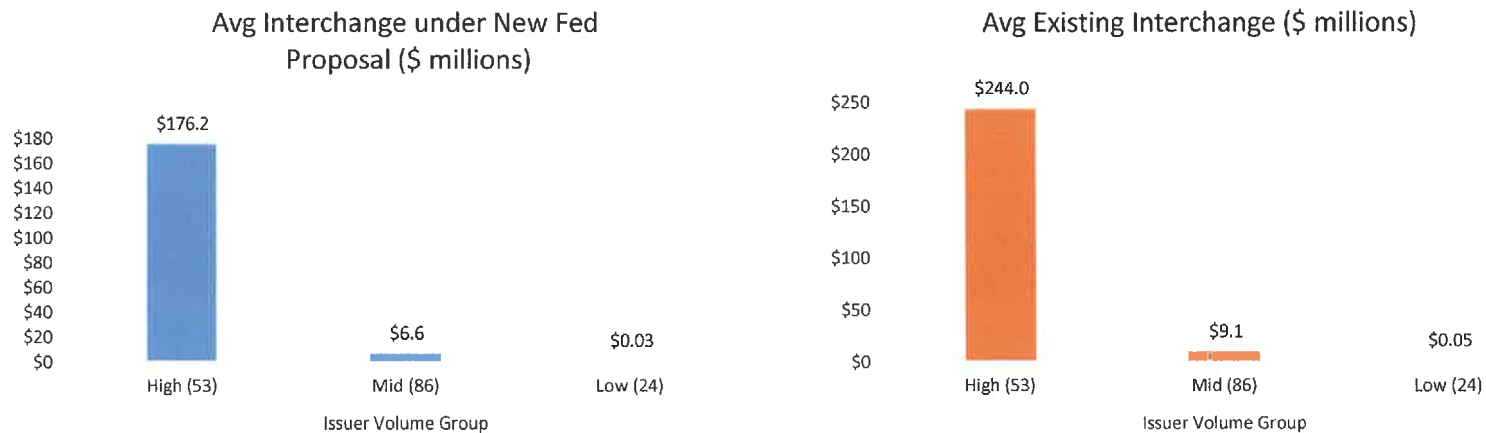 Avg Interchange under New Fed
Proposal ($ millions)
$180
$160
$140
$120
$100
$80
$60
$40
$20
$0
$176.2
$6.6
$0.03
High (53)
Mid (86)
Low (24)
Issuer Volume Group
Avg Existing Interchange ($ millions)
$250
$200
$150
$100
$50
$0
$244.0
$9.1
$0.05
High (53)
Mid (86)
Low (24)
Issuer Volume Group